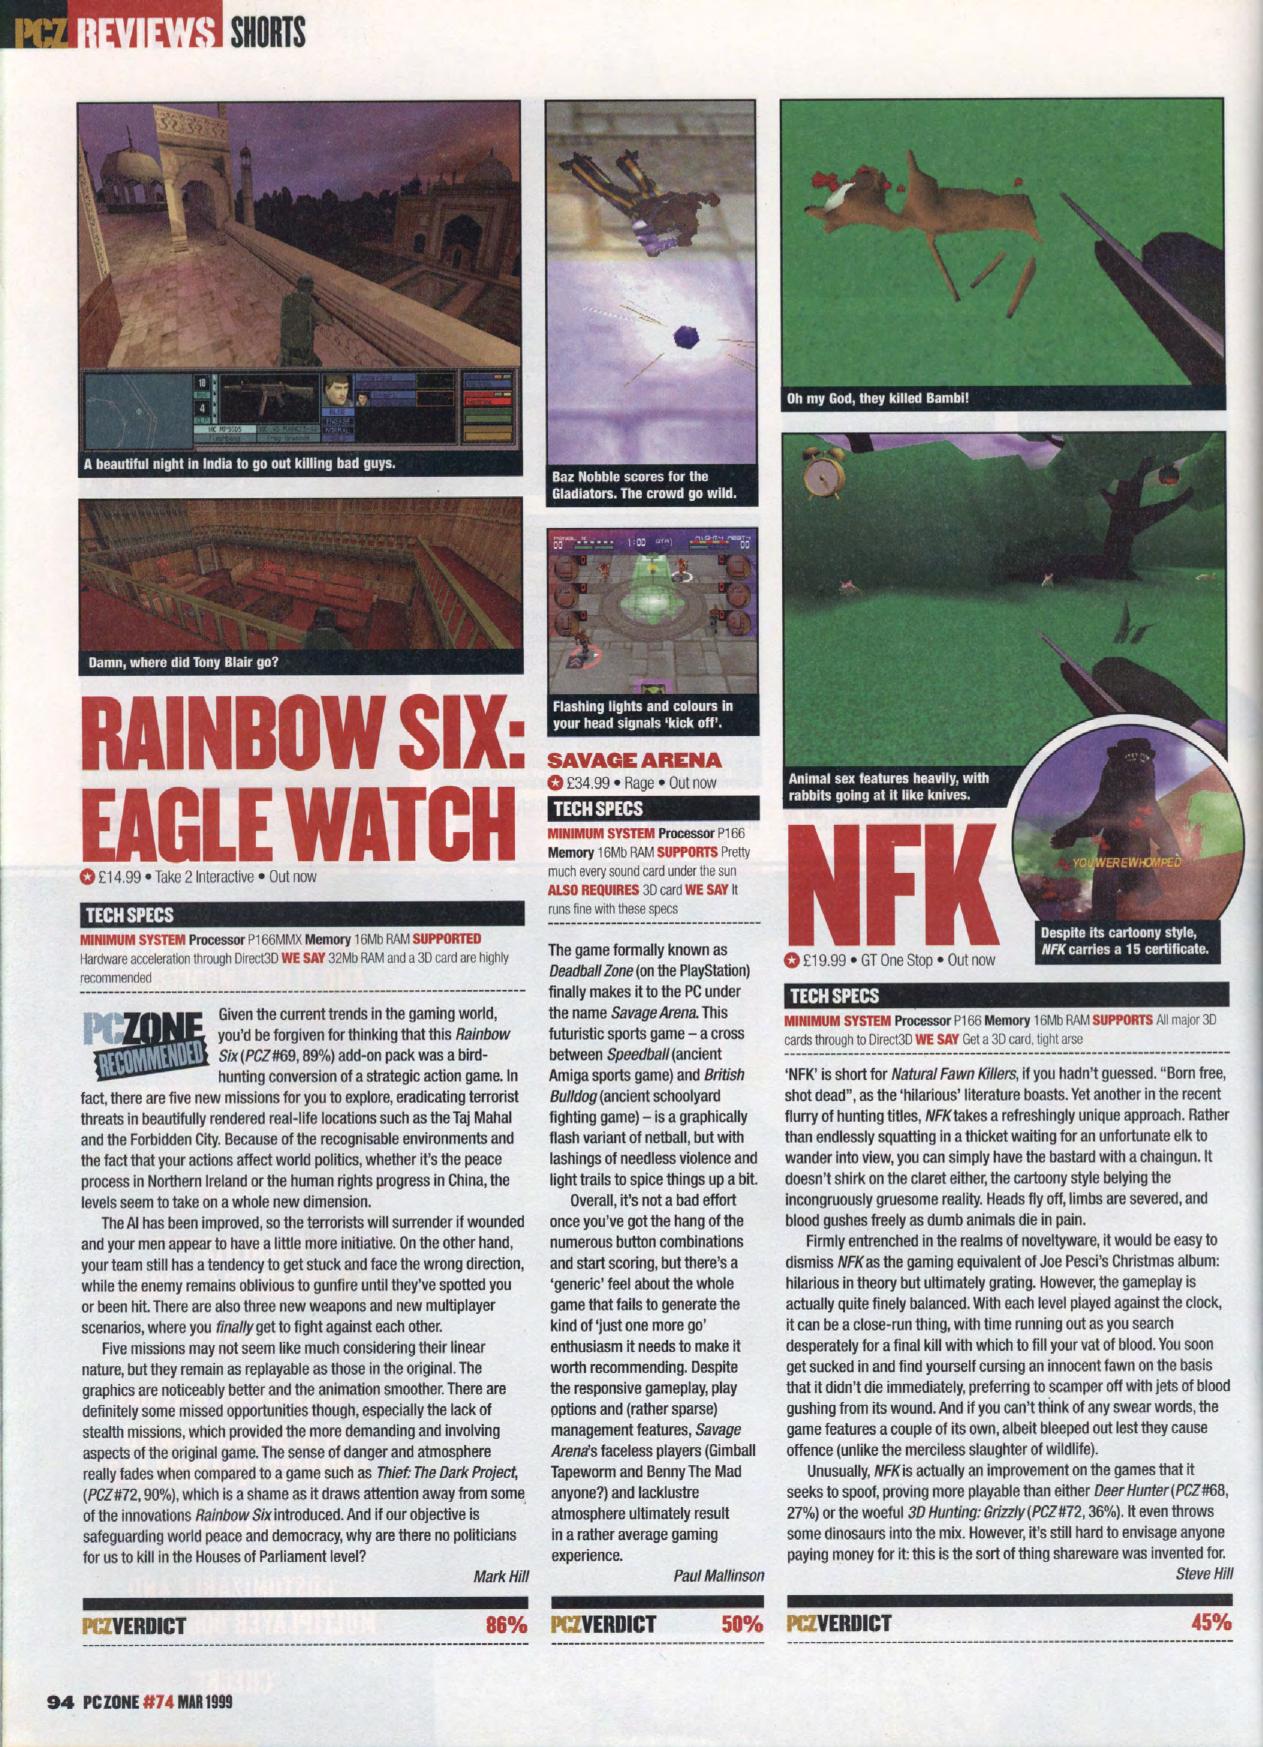 PCZ REVIEWS SHORTS
A beautiful night in India to go out killing bad guys.
Damn, where did Tony Blair go?
RAINBOW SIX:
EAGLE WATCH
£14.99 • Take 2 Interactive • Out now
TECH SPECS
MINIMUM SYSTEM Processor P166MMX Memory 16Mb RAM SUPPORTED
Hardware acceleration through Direct3D WE SAY 32Mb RAM and a 3D card are highly
recommended
PCZONE
RECOMMENDED
Given the current trends in the gaming world,
you'd be forgiven for thinking that this Rainbow
Six (PCZ #69, 89%) add-on pack was a bird-
hunting conversion of a strategic action game. In
fact, there are five new missions for you to explore, eradicating terrorist
threats in beautifully rendered real-life locations such as the Taj Mahal
and the Forbidden City. Because of the recognisable environments and
the fact that your actions affect world politics, whether it's the peace
process in Northern Ireland or the human rights progress in China, the
levels seem to take on a whole new dimension.
The AI has been improved, so the terrorists will surrender if wounded
and your men appear to have a little more initiative. On the other hand,
your team still has a tendency to get stuck and face the wrong direction,
while the enemy remains oblivious to gunfire until they've spotted you
or been hit. There are also three new weapons and new multiplayer
scenarios, where you finally get to fight against each other.
Five missions may not seem like much considering their linear
nature, but they remain as replayable as those in the original. The
graphics are noticeably better and the animation smoother. There are
definitely some missed opportunities though, especially the lack of
stealth missions, which provided the more demanding and involving
aspects of the original game. The sense of danger and atmosphere
really fades when compared to a game such as Thief: The Dark Project,
(PCZ #72, 90%), which is a shame as it draws attention away from some
of the innovations Rainbow Six introduced. And if our objective is
safeguarding world peace and democracy, why are there no politicians
for us to kill in the Houses of Parliament level?
Mark Hill
PCZVERDICT 86%
Baz Nobble scores for the
Gladiators. The crowd go wild.
1:00
Flashing lights and colours in
your head signals 'kick off'.
SAVAGE ARENA
£34.99 • Rage • Out now
TECH SPECS
MINIMUM SYSTEM Processor P166
Memory 16Mb RAM SUPPORTS Pretty
much every sound card under the sun
ALSO REQUIRES 3D card WE SAY It
runs fine with these specs
The game formally known as
Deadball Zone (on the PlayStation)
finally makes it to the PC under
the name Savage Arena. This
futuristic sports game – a cross
between Speedball (ancient
Amiga sports game) and British
Bulldog (ancient schoolyard
fighting game) – is a graphically
flash variant of netball, but with
lashings of needless violence and
light trails to spice things up a bit.
Overall, it's not a bad effort
once you've got the hang of the
numerous button combinations
and start scoring, but there's a
'generic' feel about the whole
game that fails to generate the
kind of 'just one more go'
enthusiasm it needs to make it
worth recommending. Despite
the responsive gameplay, play
options and (rather sparse)
management features, Savage
Arena's faceless players (Gimball
Tapeworm and Benny The Mad
anyone?) and lacklustre
atmosphere ultimately result
in a rather average gaming
experience.
Paul Mallinson
PCZVERDICT 50%
Oh my God, they killed Bambi!
Animal sex features heavily, with
rabbits going at it like knives.
YOU WERE WHOMPED
Despite its cartoony style,
NFK carries a 15 certificate.
NFK
£19.99 • GT One Stop • Out now
TECH SPECS
MINIMUM SYSTEM Processor P166 Memory 16Mb RAM SUPPORTS All major 3D
cards through to Direct3D WE SAY Get a 3D card, tight arse
'NFK' is short for Natural Fawn Killers, if you hadn't guessed. "Born free,
shot dead", as the 'hilarious' literature boasts. Yet another in the recent
flurry of hunting titles, NFK takes a refreshingly unique approach. Rather
than endlessly squatting in a thicket waiting for an unfortunate elk to
wander into view, you can simply have the bastard with a chaingun. It
doesn't shirk on the claret either, the cartoony style belying the
incongruously gruesome reality. Heads fly off, limbs are severed, and
blood gushes freely as dumb animals die in pain.
Firmly entrenched in the realms of noveltyware, it would be easy to
dismiss NFK as the gaming equivalent of Joe Pesci's Christmas album:
hilarious in theory but ultimately grating. However, the gameplay is
actually quite finely balanced. With each level played against the clock,
it can be a close-run thing, with time running out as you search
desperately for a final kill with which to fill your vat of blood. You soon
get sucked in and find yourself cursing an innocent fawn on the basis
that it didn't die immediately, preferring to scamper off with jets of blood
gushing from its wound. And if you can't think of any swear words, the
game features a couple of its own, albeit bleeped out lest they cause
offence (unlike the merciless slaughter of wildlife).
Unusually, NFK is actually an improvement on the games that it
seeks to spoof, proving more playable than either Deer Hunter (PCZ #68,
27%) or the woeful 3D Hunting: Grizzly (PCZ #72, 36%). It even throws
some dinosaurs into the mix. However, it's still hard to envisage anyone
paying money for it: this is the sort of thing shareware was invented for.
Steve Hill
PCZVERDICT 45%
94 PC ZONE #74 MAR 1999